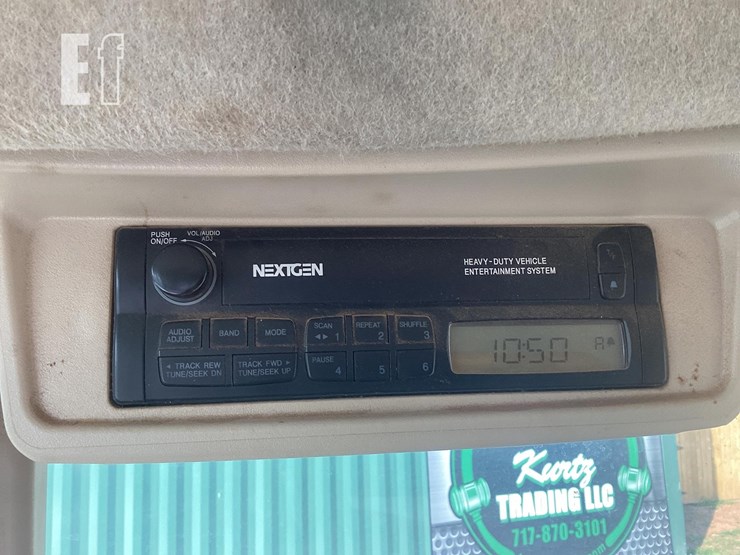 Ef
PUSH
ON/OFF
VOL/AUDIO
ADJ
NEXTGEN
HEAVY-DUTY VEHICLE
ENTERTAINMENT SYSTEM
AUDIO
ADJUST
BAND
MODE
SCAN
◄► 1
REPEAT
2
SHUFFLE
3
◄ TRACK REW
TUNE/SEEK DN
TRACK FWD ►
TUNE/SEEK UP
PAUSE
4
5
6
10:50 A
Kurtz
TRADING LLC
717-870-3101